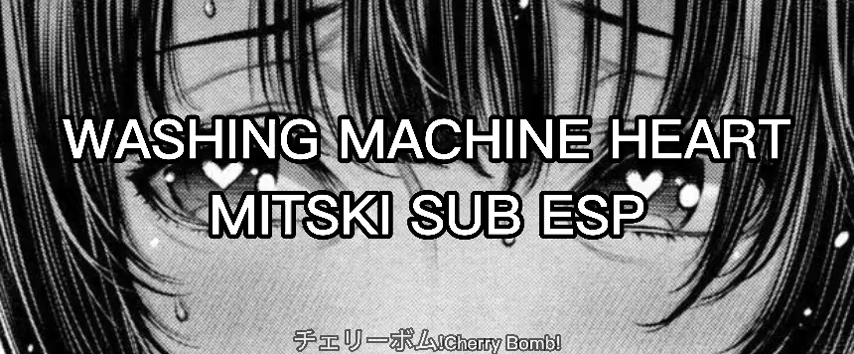 WASHING MACHINE HEART
MITSKI SUB ESP
チェリーボム!Cherry Bomb!